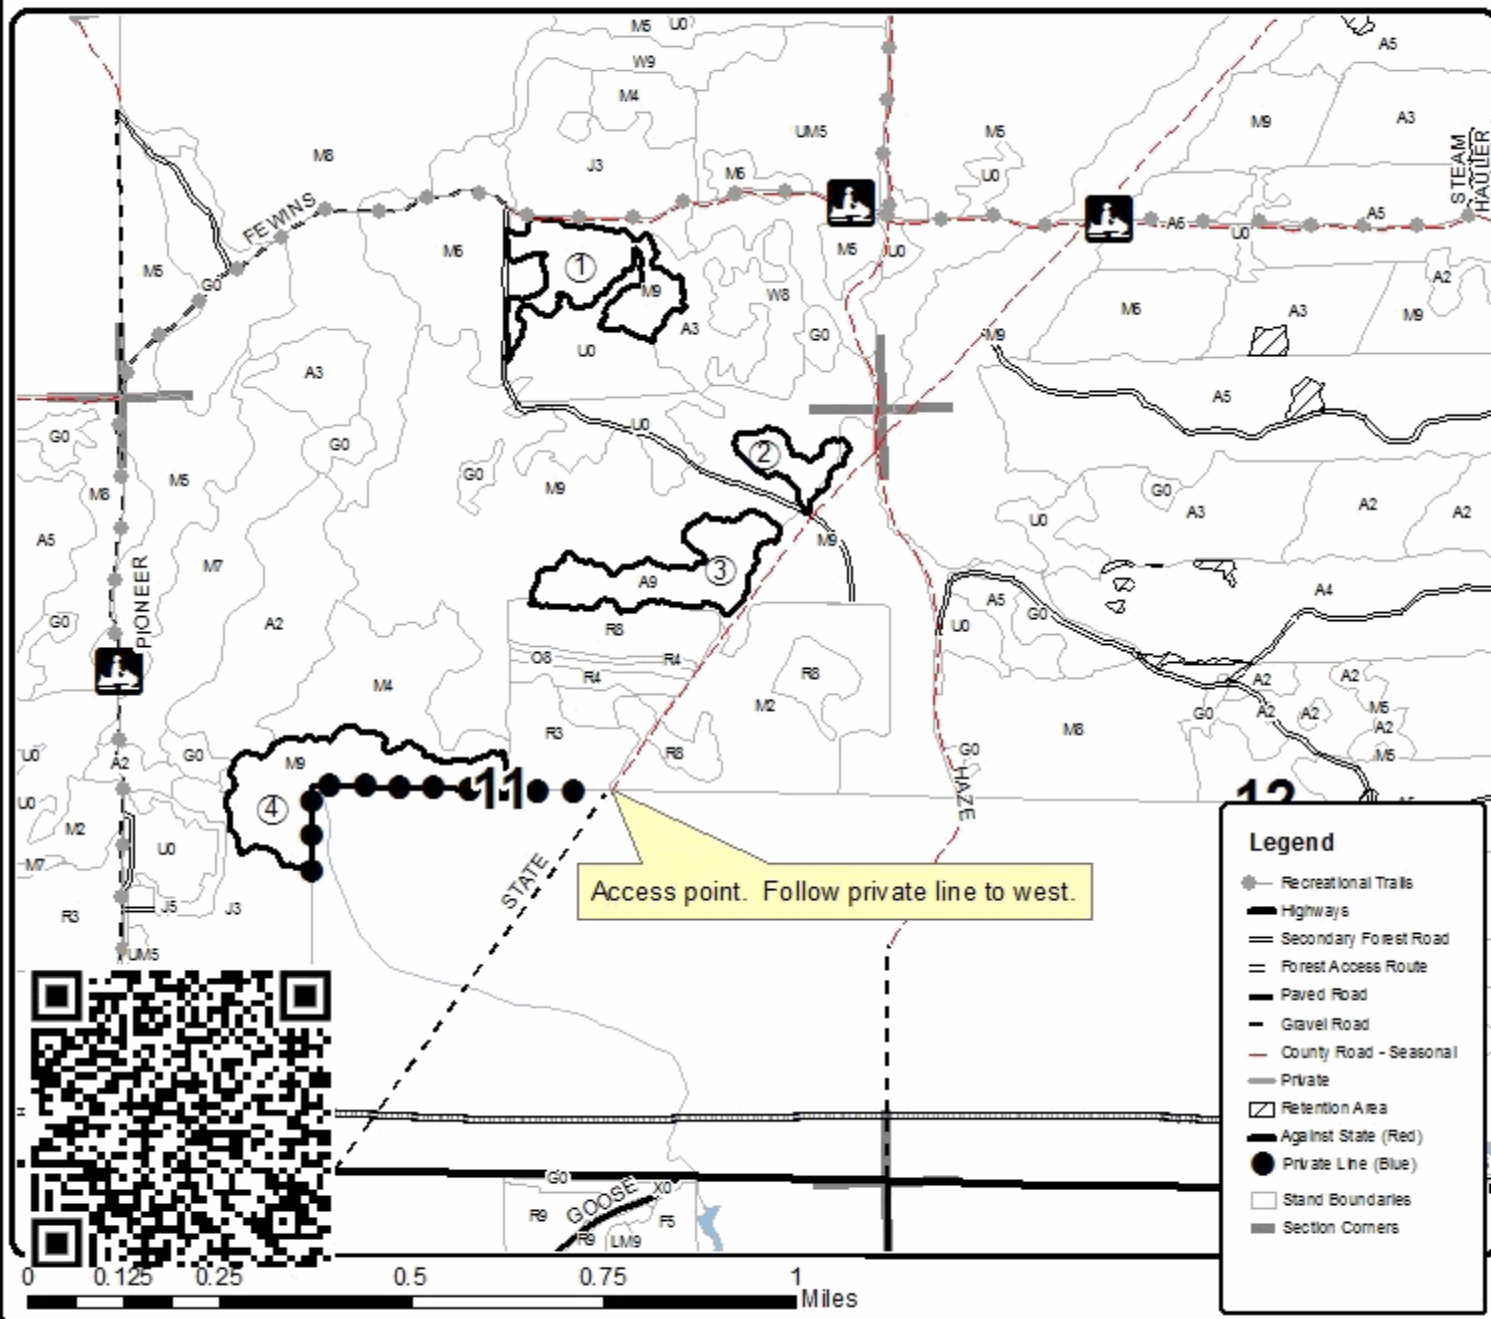 M5 U0
A5
W9
M4
M9
A3
UM5
M5
M8
J3
M6
U0
STEAM
HAULER
FEWINS
A6
A5
M6
M5
U0
U0
M5
G0
1
M9
W8
A3
G0
U0
A2
M6
A3
M9
M9
A3
A5
G0
G0
U0
2
M8
M5
G0
M9
G0
A3
A2
A2
U0
A5
M7
M9
3
A9
PIONEER
G0
A2
R8
A5
G0
U0
A4
O8
R4
R4
R8
M4
M2
A2
A2
G0
A2
A2
M5
A2
M5
R3
R8
M8
G0
U0
G0
A2
M9
11
HAZE
12
U0
4
M2
U0
M7
STATE
Access point. Follow private line to west.
R3
J5
J3
UM5
Legend
Recreational Trails
Highways
Secondary Forest Road
Forest Access Route
Paved Road
Gravel Road
County Road - Seasonal
Private
Retention Area
Against State (Red)
Private Line (Blue)
Stand Boundaries
Section Corners
G0
X0
GOOSE
R9
F5
R9
LM9
0 0.125 0.25 0.5 0.75 1
Miles